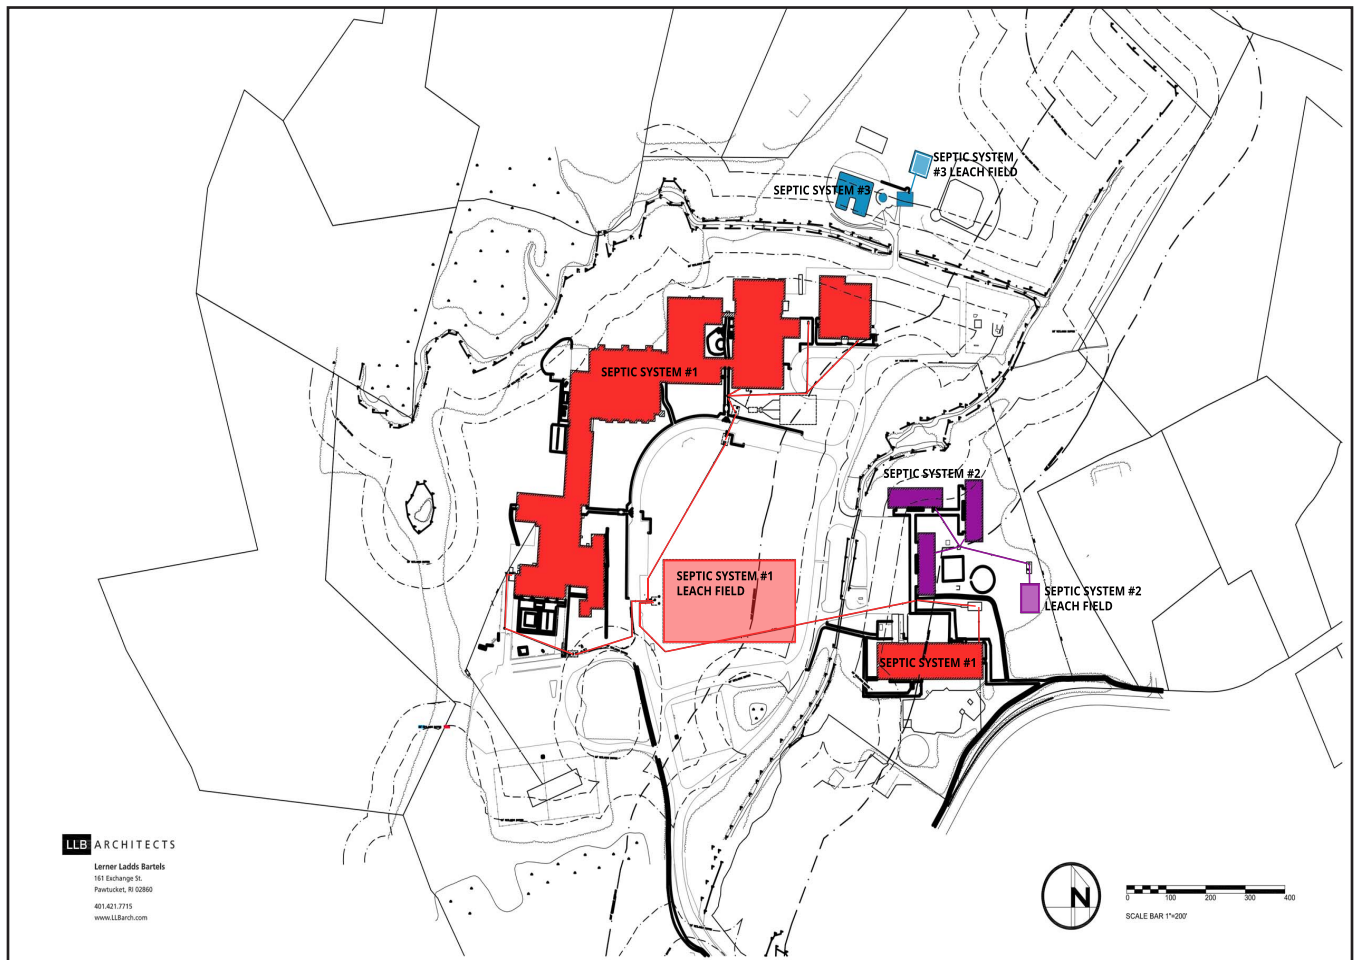 SEPTIC SYSTEM
#3 LEACH FIELD
SEPTIC SYSTEM #3
SEPTIC SYSTEM #1
SEPTIC SYSTEM #2
SEPTIC SYSTEM #1
LEACH FIELD
SEPTIC SYSTEM #2
LEACH FIELD
SEPTIC SYSTEM #1
LLB ARCHITECTS
Lerner Ladds Bartels
161 Exchange St.
Pawtucket, RI 02860
401.421.7715
www.LLBarch.com
N
0 100 200 300 400
SCALE BAR 1"=200'